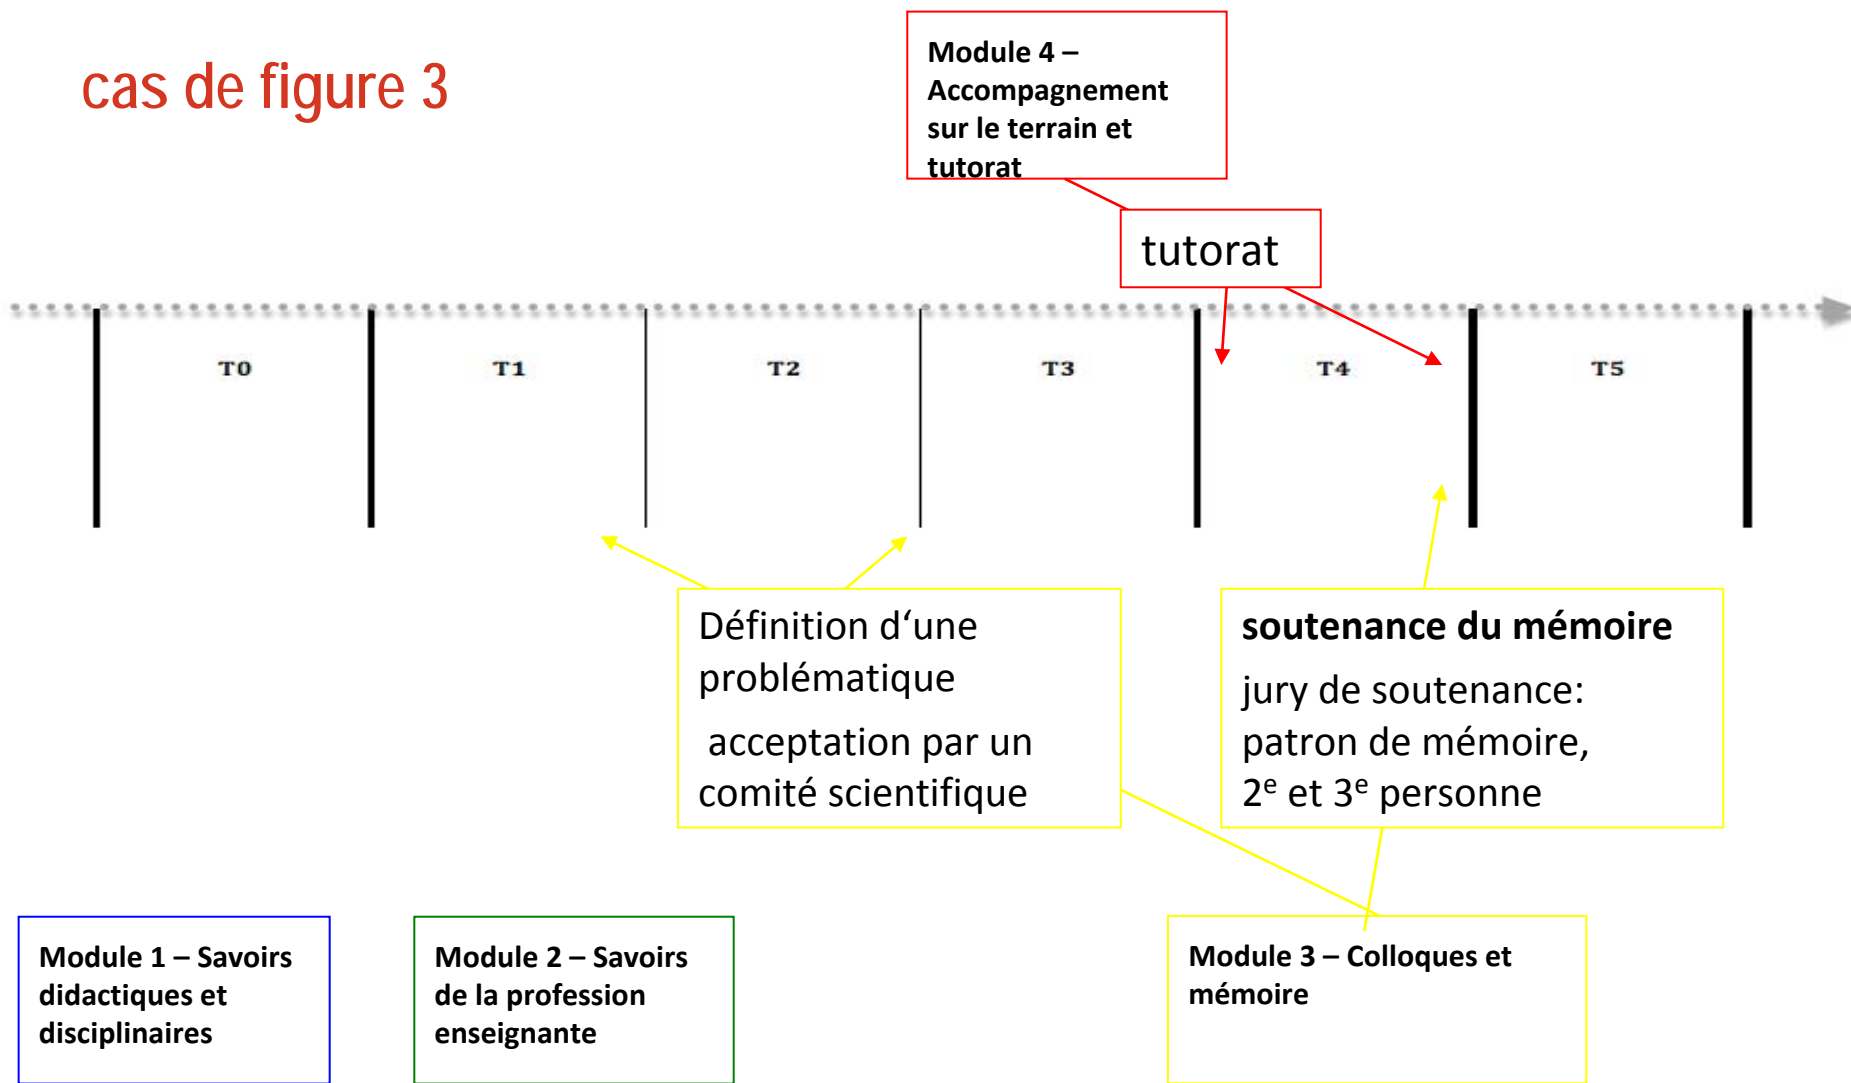 cas de figure 3
Module 4 –
Accompagnement
sur le terrain et
tutorat
tutorat
T0
T1
T2
T3
T4
T5
Définition d‘une
problématique
acceptation par un
comité scientifique
soutenance du mémoire
jury de soutenance:
patron de mémoire,
2ᵉ et 3ᵉ personne
Module 1 – Savoirs
didactiques et
disciplinaires
Module 2 – Savoirs
de la profession
enseignante
Module 3 – Colloques et
mémoire